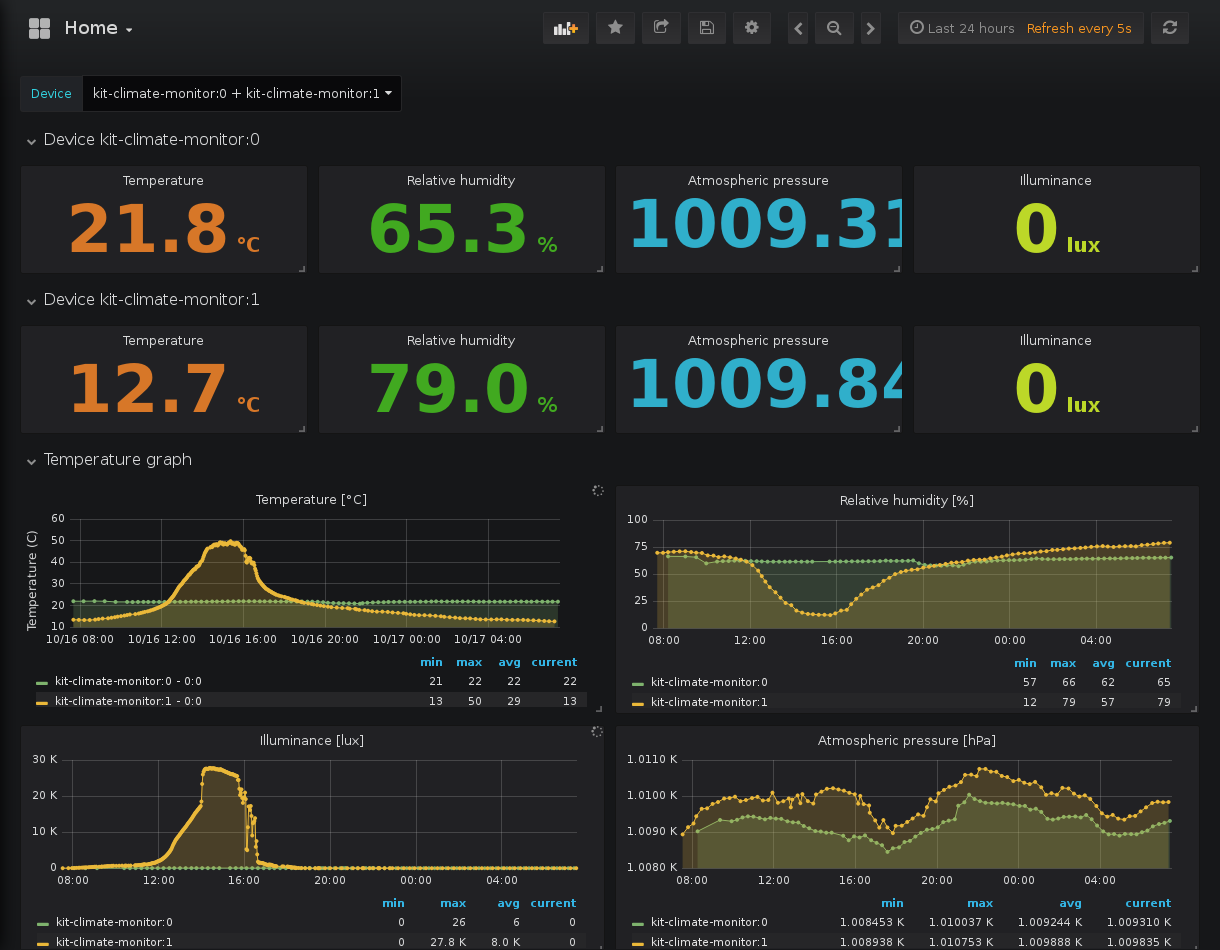 Home
Last 24 hours Refresh every 5s
Device kit-climate-monitor:0 + kit-climate-monitor:1
Device kit-climate-monitor:0
Temperature Relative humidity Atmospheric pressure Illuminance
21.8 °C 65.3 % 1009.31 0 lux
Device kit-climate-monitor:1
Temperature Relative humidity Atmospheric pressure Illuminance
12.7 °C 79.0 % 1009.84 0 lux
Temperature graph
Temperature [°C]
Temperature (C)
60
50
40
30
20
10
10/16 08:00 10/16 12:00 10/16 16:00 10/16 20:00 10/17 00:00 10/17 04:00
min max avg current
kit-climate-monitor:0 - 0:0 21 22 22 22
kit-climate-monitor:1 - 0:0 13 50 29 13
Relative humidity [%]
100
75
50
25
0
08:00 12:00 16:00 20:00 00:00 04:00
min max avg current
kit-climate-monitor:0 57 66 62 65
kit-climate-monitor:1 12 79 57 79
Illuminance [lux]
30 K
20 K
10 K
0
08:00 12:00 16:00 20:00 00:00 04:00
min max avg current
kit-climate-monitor:0 0 26 6 0
kit-climate-monitor:1 0 27.8 K 8.0 K 0
Atmospheric pressure [hPa]
1.0110 K
1.0100 K
1.0090 K
1.0080 K
08:00 12:00 16:00 20:00 00:00 04:00
min max avg current
kit-climate-monitor:0 1.008453 K 1.010037 K 1.009244 K 1.009310 K
kit-climate-monitor:1 1.008938 K 1.010753 K 1.009888 K 1.009835 K